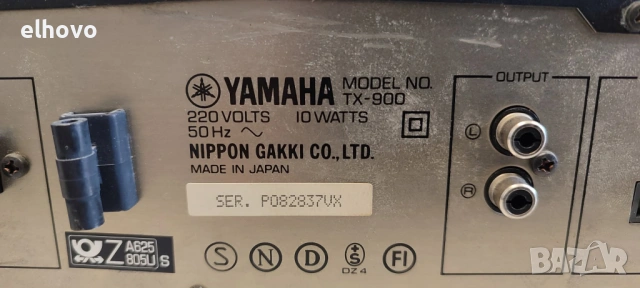 elhovo
YAMAHA MODEL NO. TX-900
220 VOLTS 10 WATTS
50 Hz
NIPPON GAKKI CO., LTD.
MADE IN JAPAN
SER. P082837VX
OUTPUT
L
R
Z A625 805U S
S N D +S DZ 4 FI
bazar